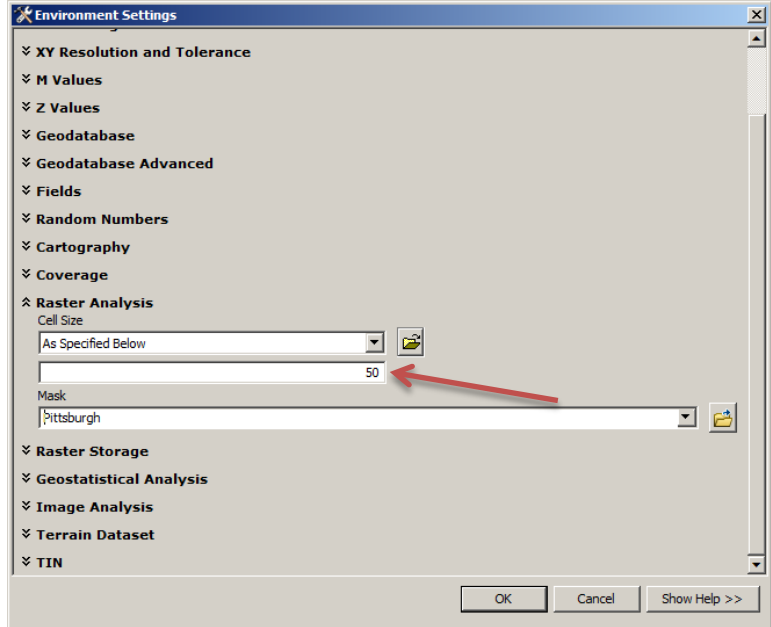 Environment Settings
XY Resolution and Tolerance
M Values
Z Values
Geodatabase
Geodatabase Advanced
Fields
Random Numbers
Cartography
Coverage
Raster Analysis
Cell Size
As Specified Below
50
Mask
Pittsburgh
Raster Storage
Geostatistical Analysis
Image Analysis
Terrain Dataset
TIN
OK Cancel Show Help >>